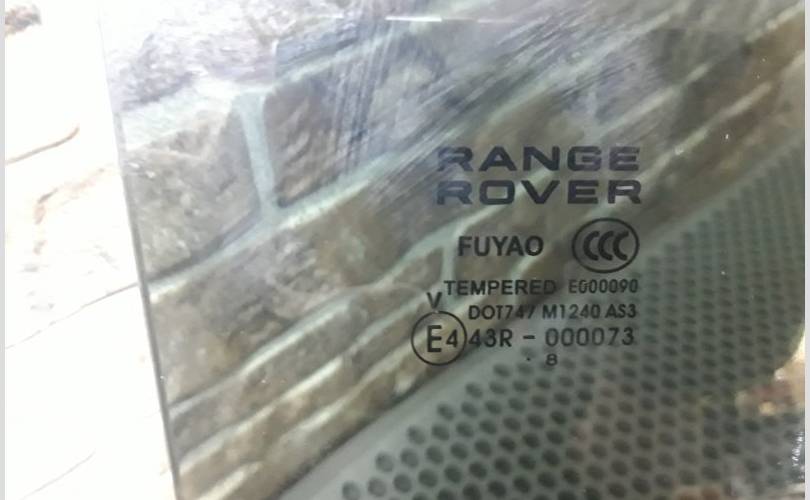 RANGE
ROVER
FUYAO CCC
TEMPERED E000090
V
DOT747 M1240 AS3
E4 43R - 000073
. 8